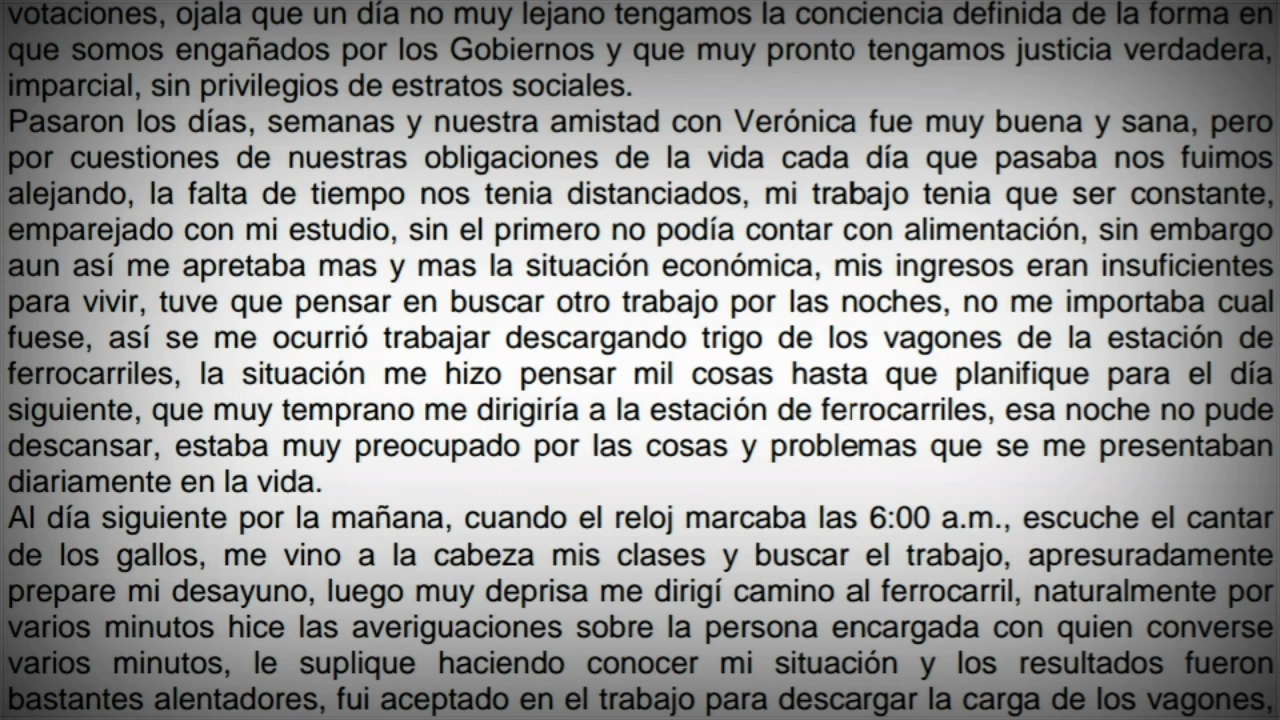 votaciones, ojala que un día no muy lejano tengamos la conciencia definida de la forma en
que somos engañados por los Gobiernos y que muy pronto tengamos justicia verdadera,
imparcial, sin privilegios de estratos sociales.
Pasaron los días, semanas y nuestra amistad con Verónica fue muy buena y sana, pero
por cuestiones de nuestras obligaciones de la vida cada día que pasaba nos fuimos
alejando, la falta de tiempo nos tenia distanciados, mi trabajo tenia que ser constante,
emparejado con mi estudio, sin el primero no podía contar con alimentación, sin embargo
aun así me apretaba mas y mas la situación económica, mis ingresos eran insuficientes
para vivir, tuve que pensar en buscar otro trabajo por las noches, no me importaba cual
fuese, así se me ocurrió trabajar descargando trigo de los vagones de la estación de
ferrocarriles, la situación me hizo pensar mil cosas hasta que planifique para el día
siguiente, que muy temprano me dirigiría a la estación de ferrocarriles, esa noche no pude
descansar, estaba muy preocupado por las cosas y problemas que se me presentaban
diariamente en la vida.
Al día siguiente por la mañana, cuando el reloj marcaba las 6:00 a.m., escuche el cantar
de los gallos, me vino a la cabeza mis clases y buscar el trabajo, apresuradamente
prepare mi desayuno, luego muy deprisa me dirigí camino al ferrocarril, naturalmente por
varios minutos hice las averiguaciones sobre la persona encargada con quien converse
varios minutos, le suplique haciendo conocer mi situación y los resultados fueron
bastantes alentadores, fui aceptado en el trabajo para descargar la carga de los vagones,